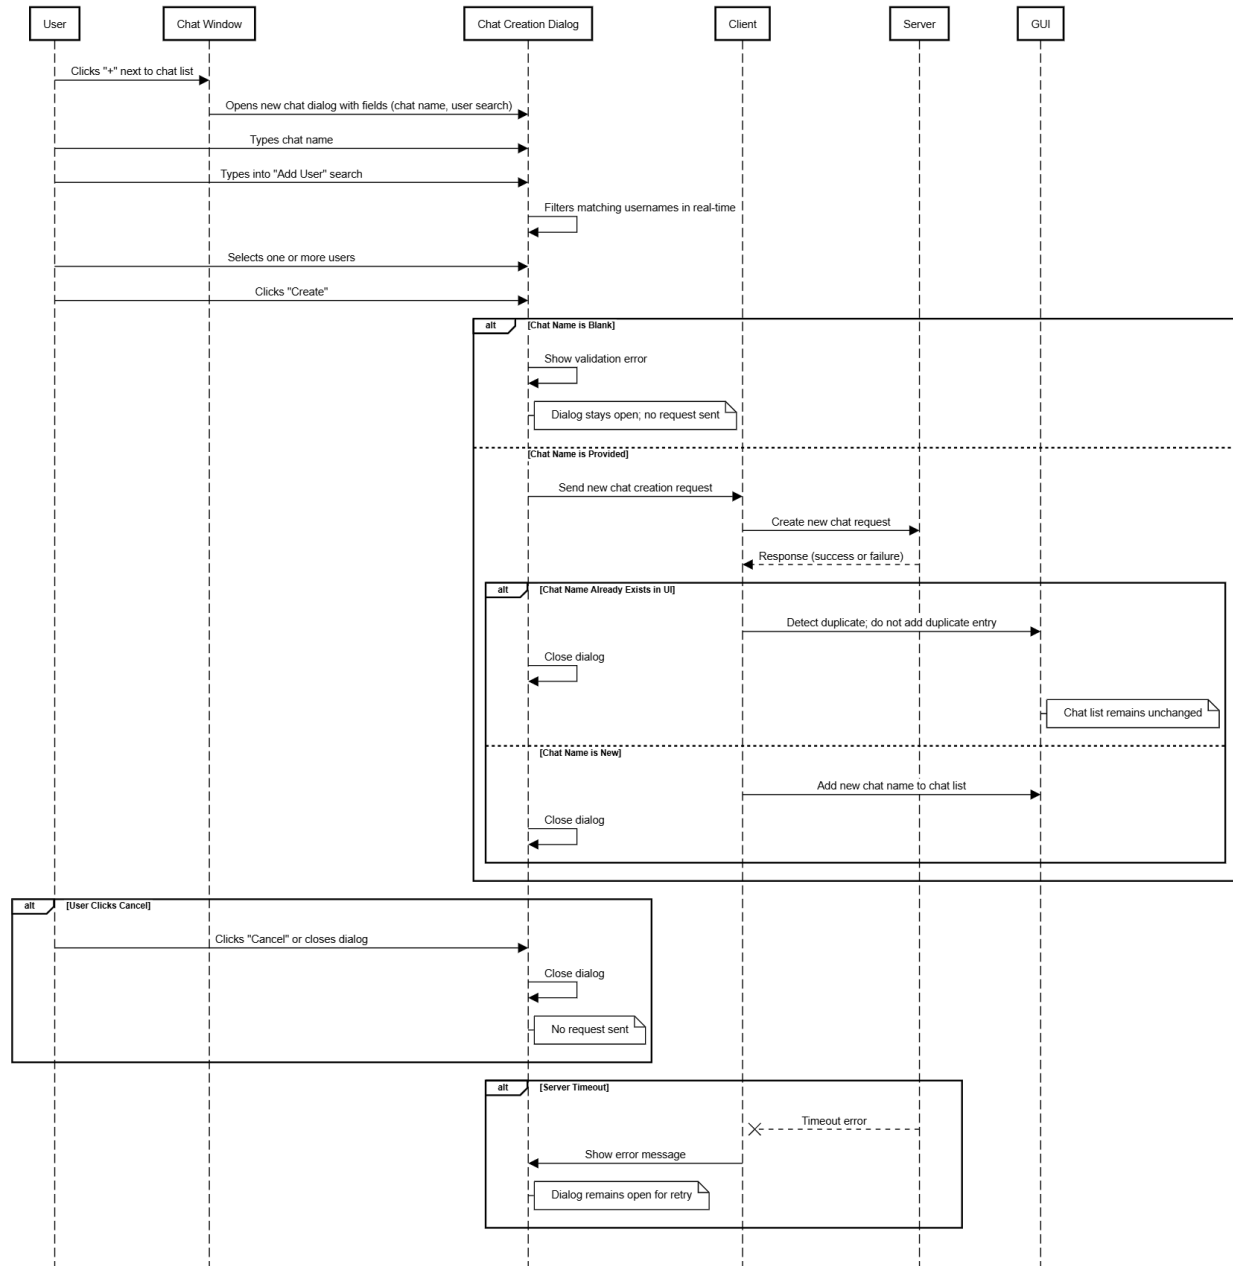 User
Chat Window
Chat Creation Dialog
Client
Server
GUI
Clicks "+" next to chat list
Opens new chat dialog with fields (chat name, user search)
Types chat name
Types into "Add User" search
Filters matching usernames in real-time
Selects one or more users
Clicks "Create"
alt
[Chat Name is Blank]
Show validation error
Dialog stays open; no request sent
[Chat Name is Provided]
Send new chat creation request
Create new chat request
Response (success or failure)
alt
[Chat Name Already Exists in UI]
Detect duplicate; do not add duplicate entry
Close dialog
Chat list remains unchanged
[Chat Name is New]
Add new chat name to chat list
Close dialog
alt
[User Clicks Cancel]
Clicks "Cancel" or closes dialog
Close dialog
No request sent
alt
[Server Timeout]
Timeout error
Show error message
Dialog remains open for retry